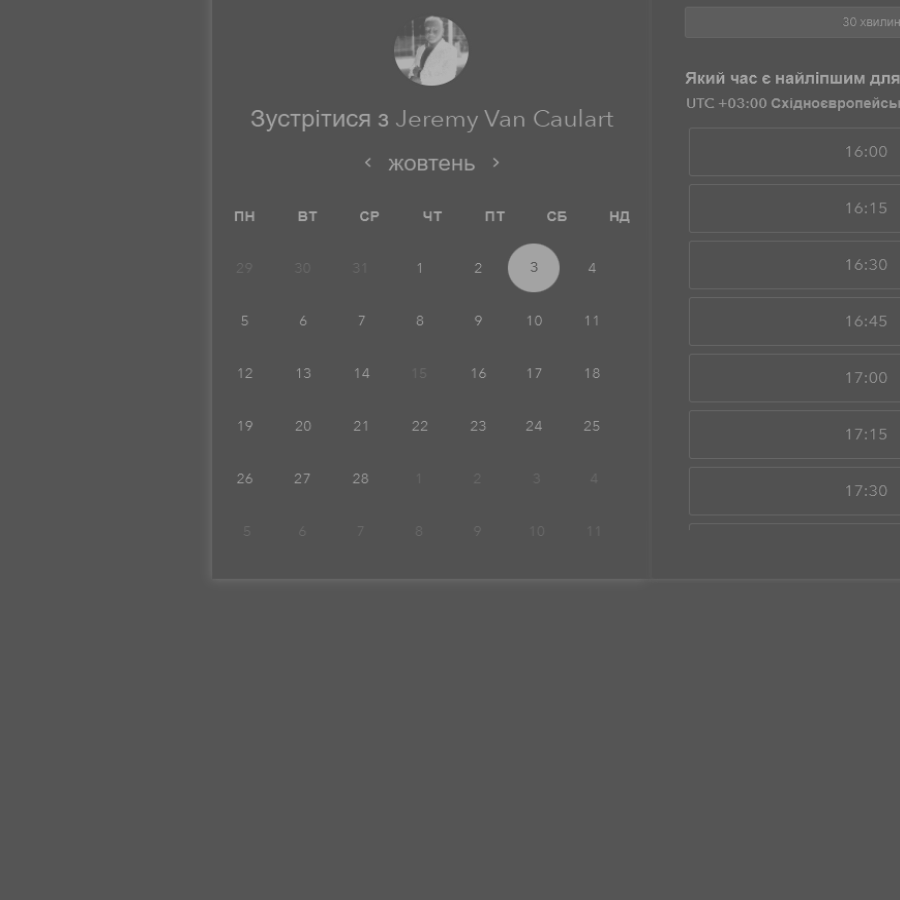 Зустрітися з Jeremy Van Caulart
‹ жовтень ›
ПН ВТ СР ЧТ ПТ СБ НД
29 30 31 1 2 3 4
5 6 7 8 9 10 11
12 13 14 15 16 17 18
19 20 21 22 23 24 25
26 27 28 1 2 3 4
5 6 7 8 9 10 11
30 хвилин
Який час є найліпшим для
UTC +03:00 Східноєвропейсь
16:00
16:15
16:30
16:45
17:00
17:15
17:30